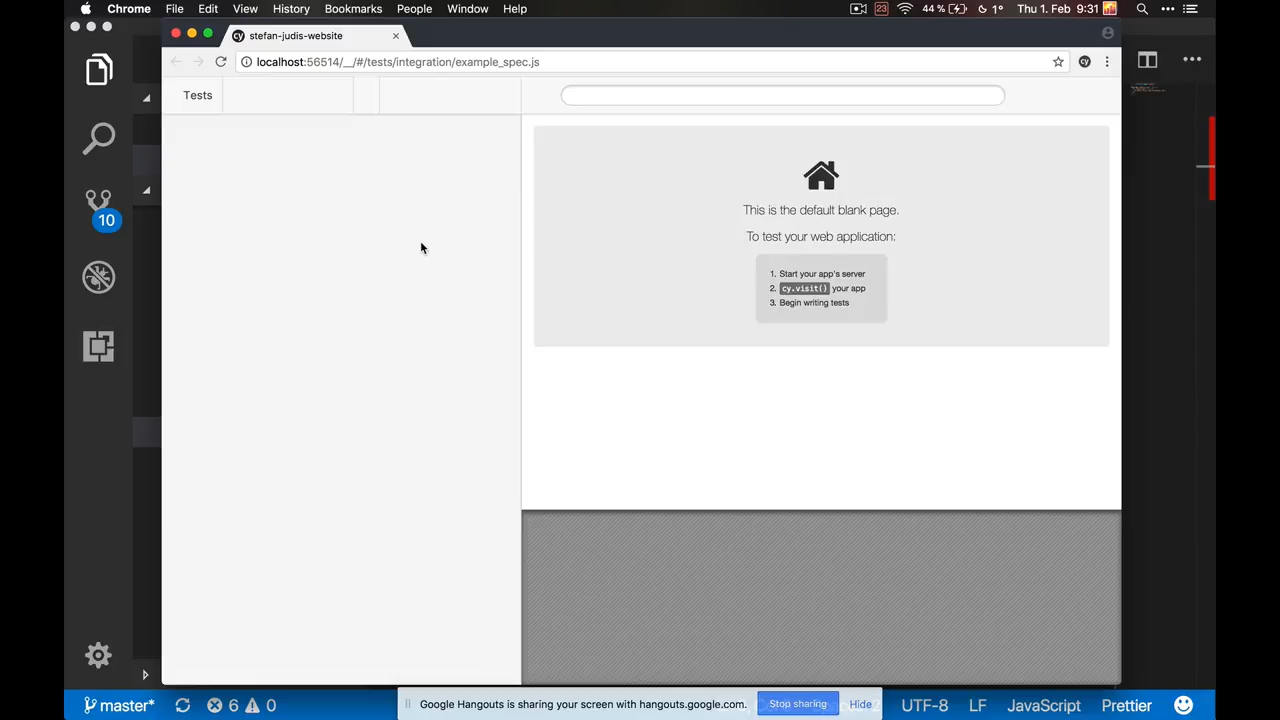 Chrome File Edit View History Bookmarks People Window Help 23 44 % 1° Thu 1. Feb 9:31
cy stefan-judis-website
localhost:56514/__/#/tests/integration/example_spec.js cy
Tests
This is the default blank page.
To test your web application:
1. Start your app's server
2. cy.visit() your app
3. Begin writing tests
10
master* 6 0
Google Hangouts is sharing your screen with hangouts.google.com. Stop sharing Hide
UTF-8 LF JavaScript Prettier